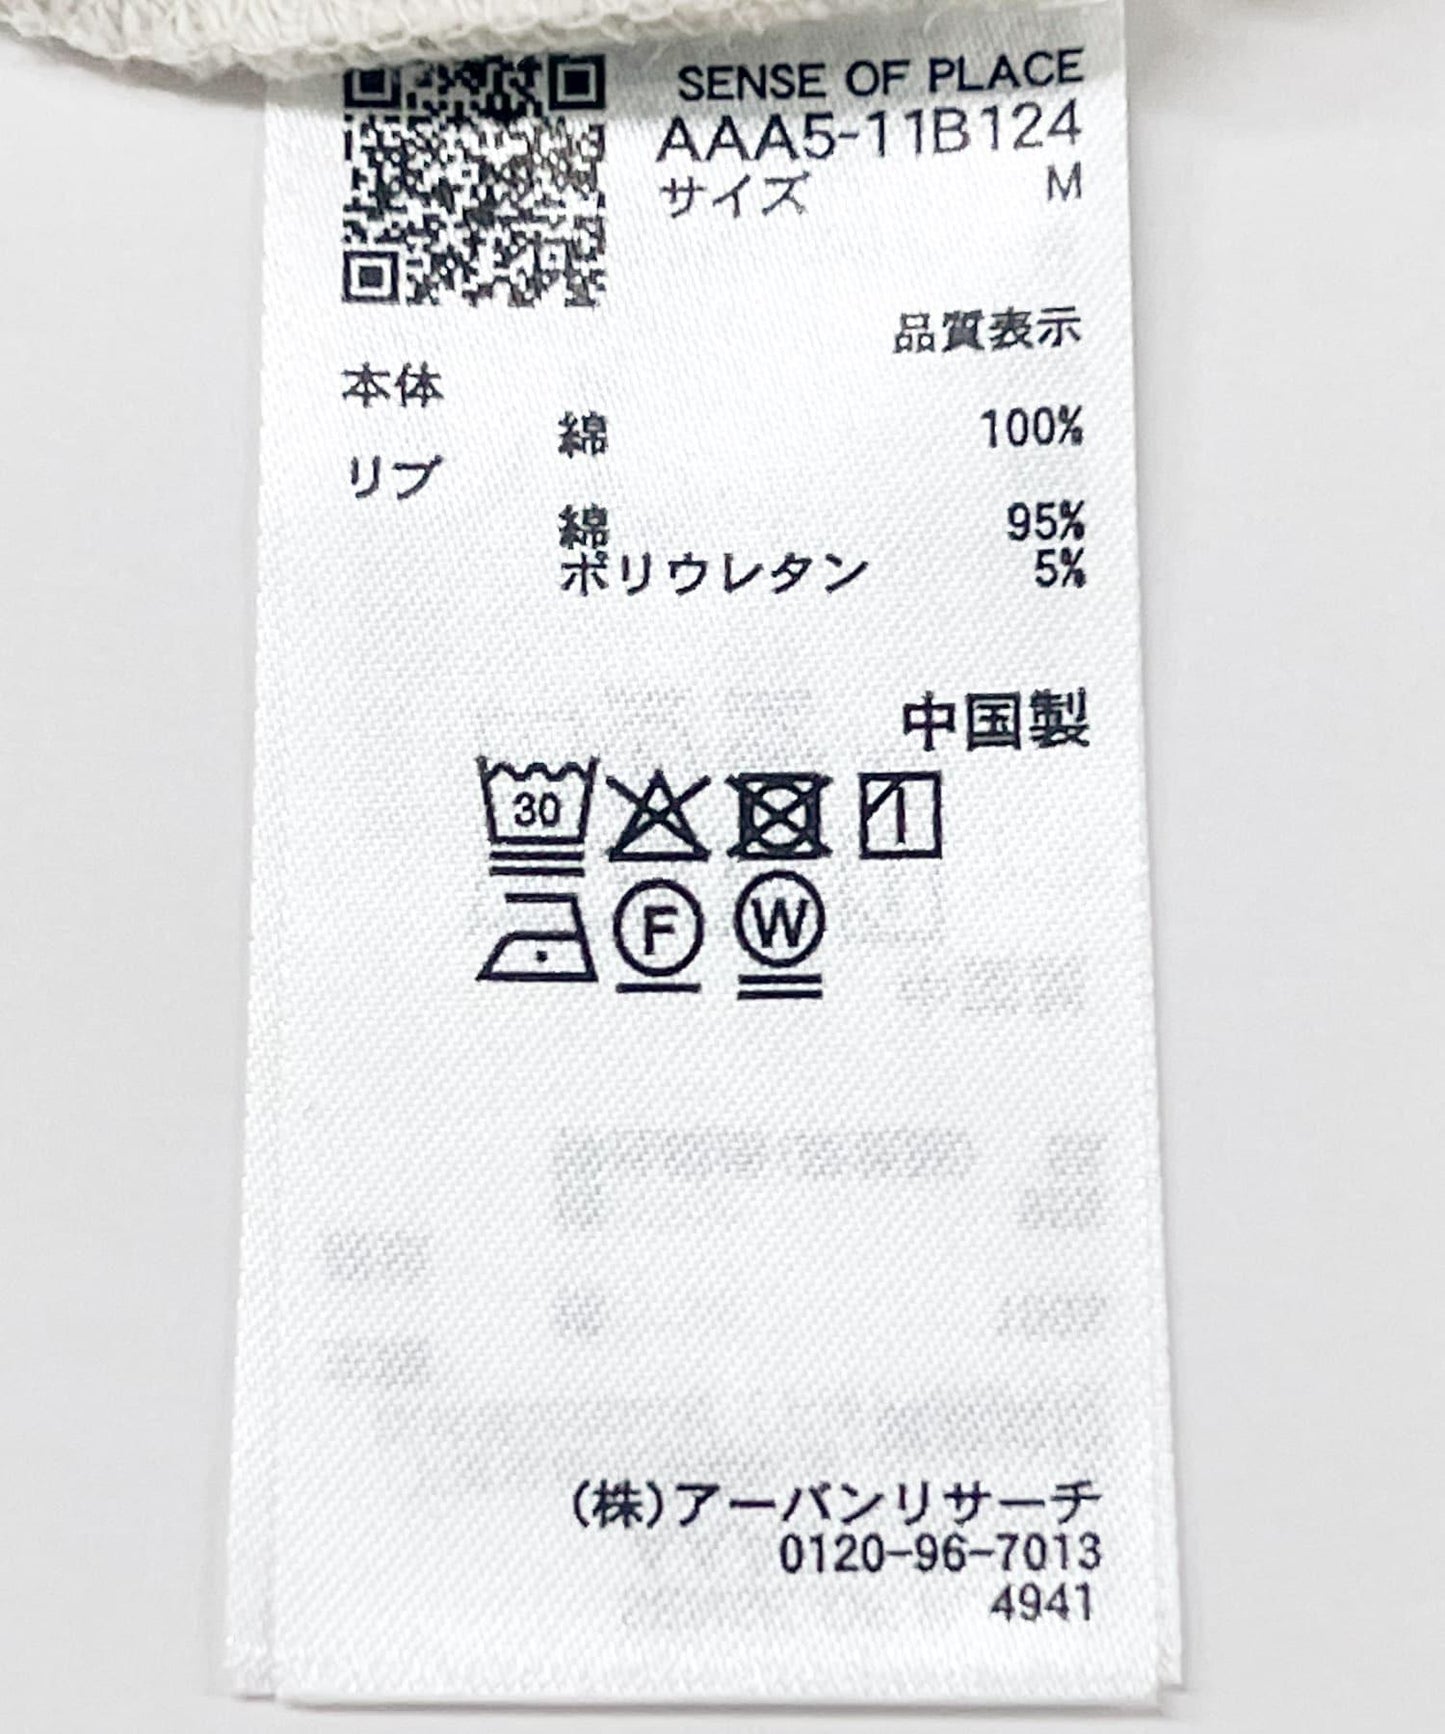 SENSE OF PLACE
AAA5-11B124
サイズ M
品質表示
本体
綿 100%
リブ
綿 95%
ポリウレタン 5%
中国製
30
F W
(株)アーバンリサーチ
0120-96-7013
4941